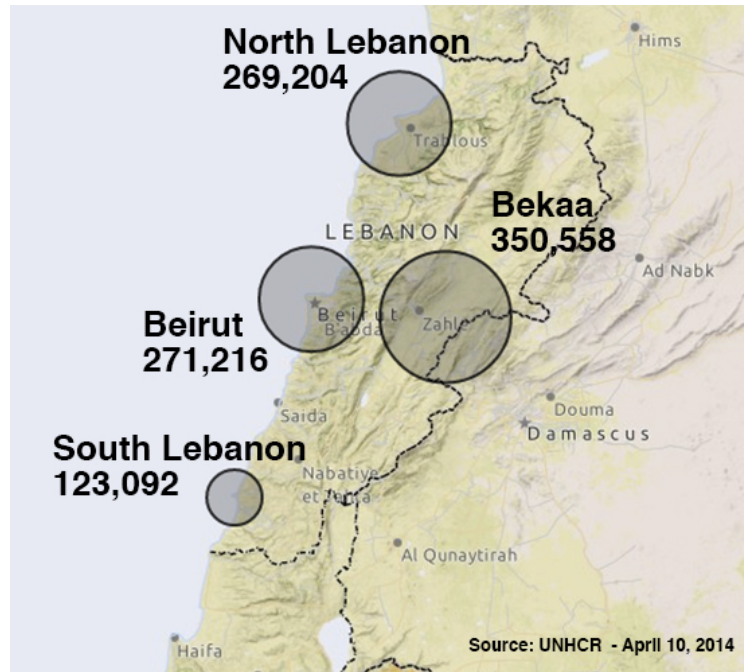 North Lebanon
269,204
Hims
Trablous
Bekaa
350,558
LEBANON
Ad Nabk
Beirut
Baabda
Zahle
Beirut
271,216
Saida
Douma
Damascus
South Lebanon
123,092
Nabatiye
et Tahta
Al Qunaytirah
Haifa
Source: UNHCR - April 10, 2014